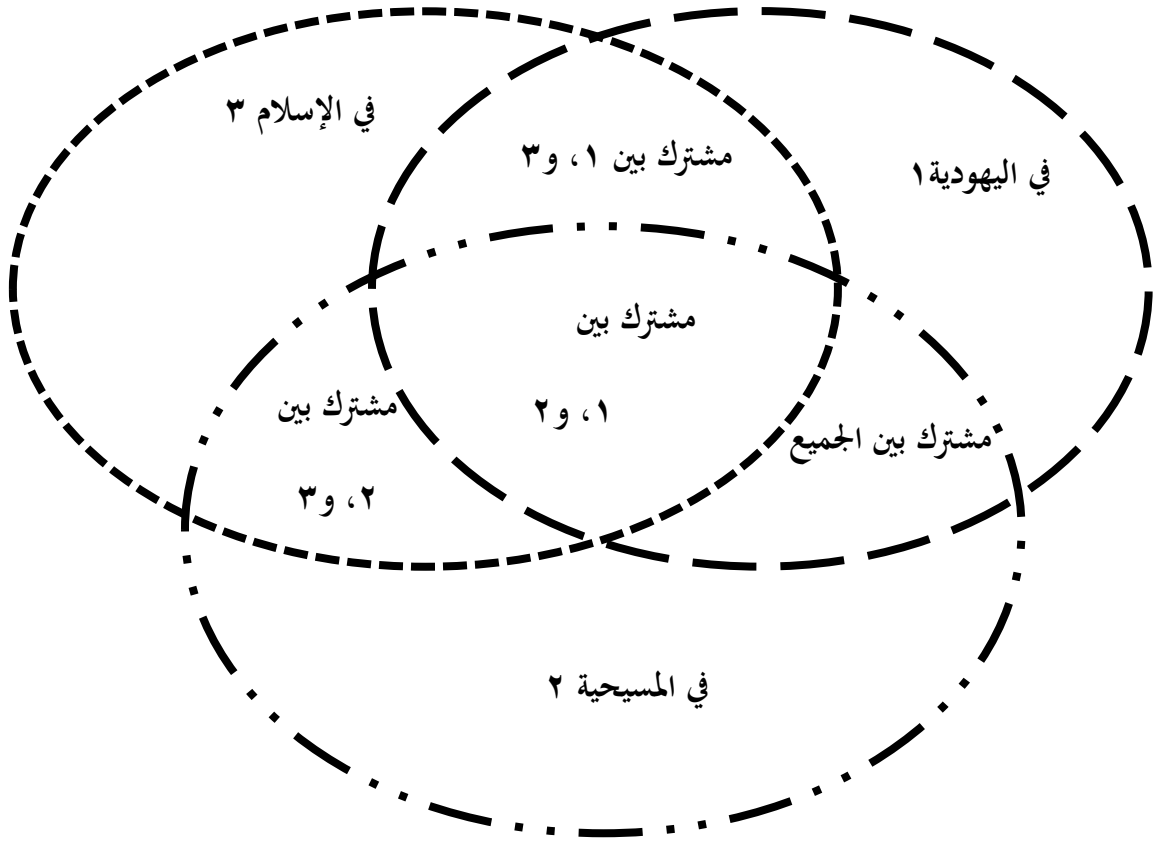 في الإسلام ٣
مشترك بين ١، و٣
في اليهودية١
مشترك بين
١، و٢
مشترك بين
٢، و٣
مشترك بين الجميع
في المسيحية ٢